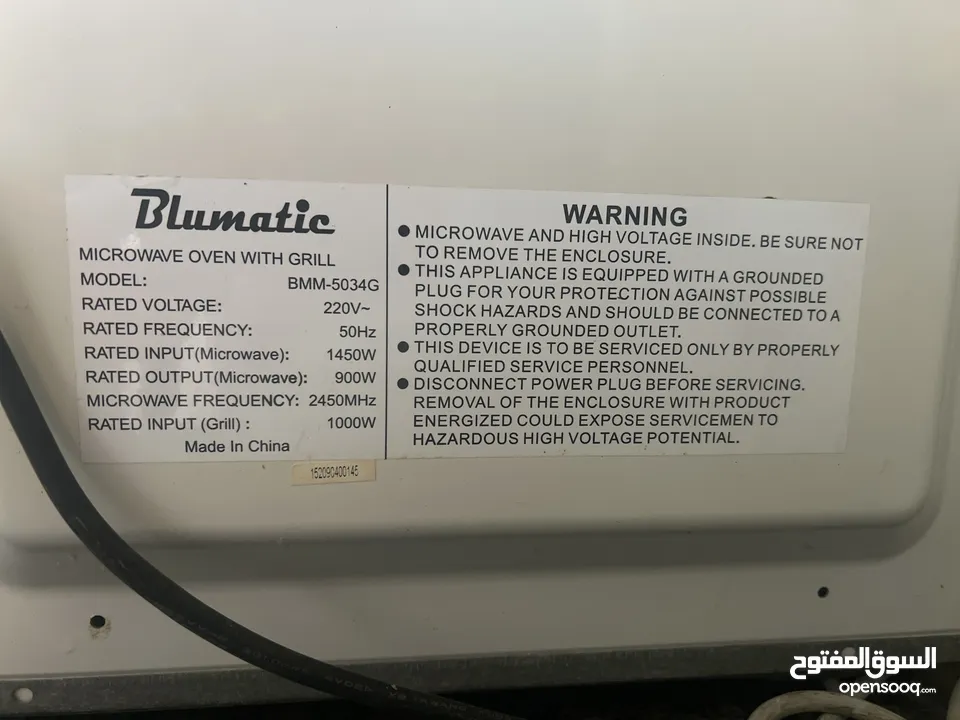 Blumatic
MICROWAVE OVEN WITH GRILL
MODEL: BMM-5034G
RATED VOLTAGE: 220V~
RATED FREQUENCY: 50Hz
RATED INPUT(Microwave): 1450W
RATED OUTPUT(Microwave): 900W
MICROWAVE FREQUENCY: 2450MHz
RATED INPUT (Grill) : 1000W
Made In China
WARNING
● MICROWAVE AND HIGH VOLTAGE INSIDE. BE SURE NOT
TO REMOVE THE ENCLOSURE.
● THIS APPLIANCE IS EQUIPPED WITH A GROUNDED
PLUG FOR YOUR PROTECTION AGAINST POSSIBLE
SHOCK HAZARDS AND SHOULD BE CONNECTED TO A
PROPERLY GROUNDED OUTLET.
● THIS DEVICE IS TO BE SERVICED ONLY BY PROPERLY
QUALIFIED SERVICE PERSONNEL.
● DISCONNECT POWER PLUG BEFORE SERVICING.
REMOVAL OF THE ENCLOSURE WITH PRODUCT
ENERGIZED COULD EXPOSE SERVICEMEN TO
HAZARDOUS HIGH VOLTAGE POTENTIAL.
السوق المفتوح
opensooq.com